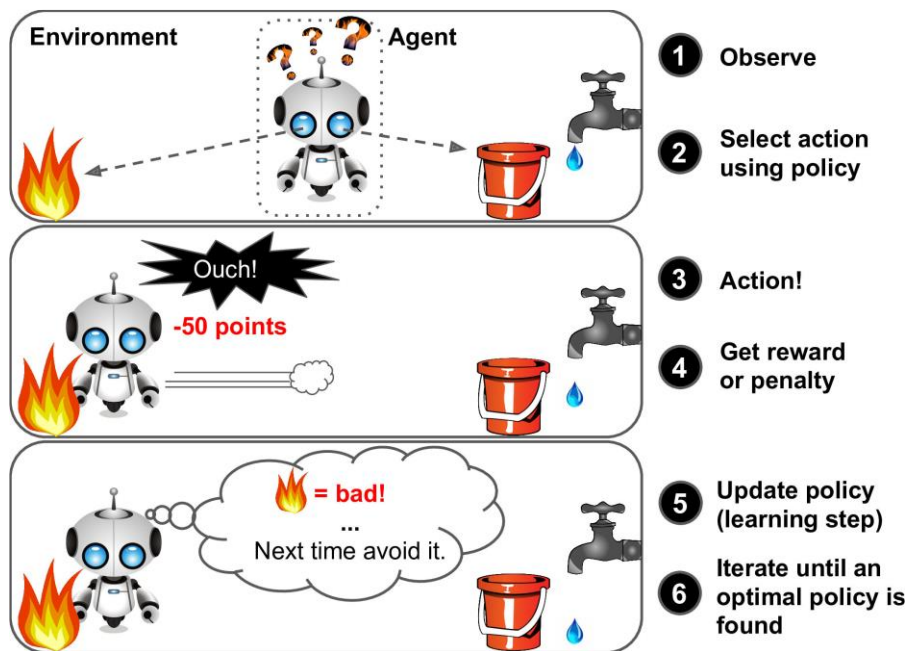 Environment
Agent
1 Observe
2 Select action
using policy
Ouch!
-50 points
3 Action!
4 Get reward
or penalty
= bad!
...
Next time avoid it.
5 Update policy
(learning step)
6 Iterate until an
optimal policy is
found